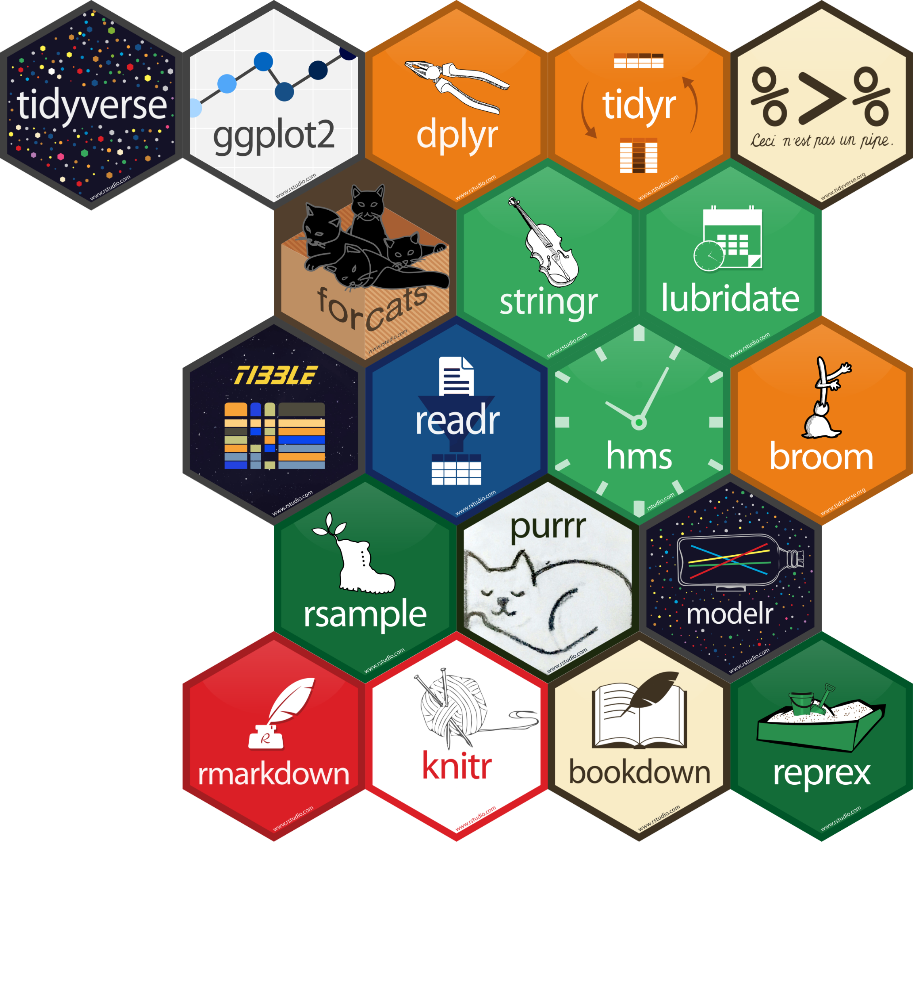 tidyverse
www.rstudio.com
ggplot2
www.rstudio.com
dplyr
www.rstudio.com
tidyr
www.rstudio.com
%>%
Ceci n'est pas un pipe.
www.tidyverse.org
for cats
www.rstudio.com
stringr
www.rstudio.com
lubridate
www.rstudio.com
TIBBLE
www.rstudio.com
readr
www.rstudio.com
hms
rstudio.com
broom
www.tidyverse.org
rsample
www.rstudio.com
purrr
www.rstudio.com
modelr
www.rstudio.com
R
rmarkdown
www.rstudio.com
knitr
www.rstudio.com
bookdown
www.rstudio.com
reprex
www.rstudio.com